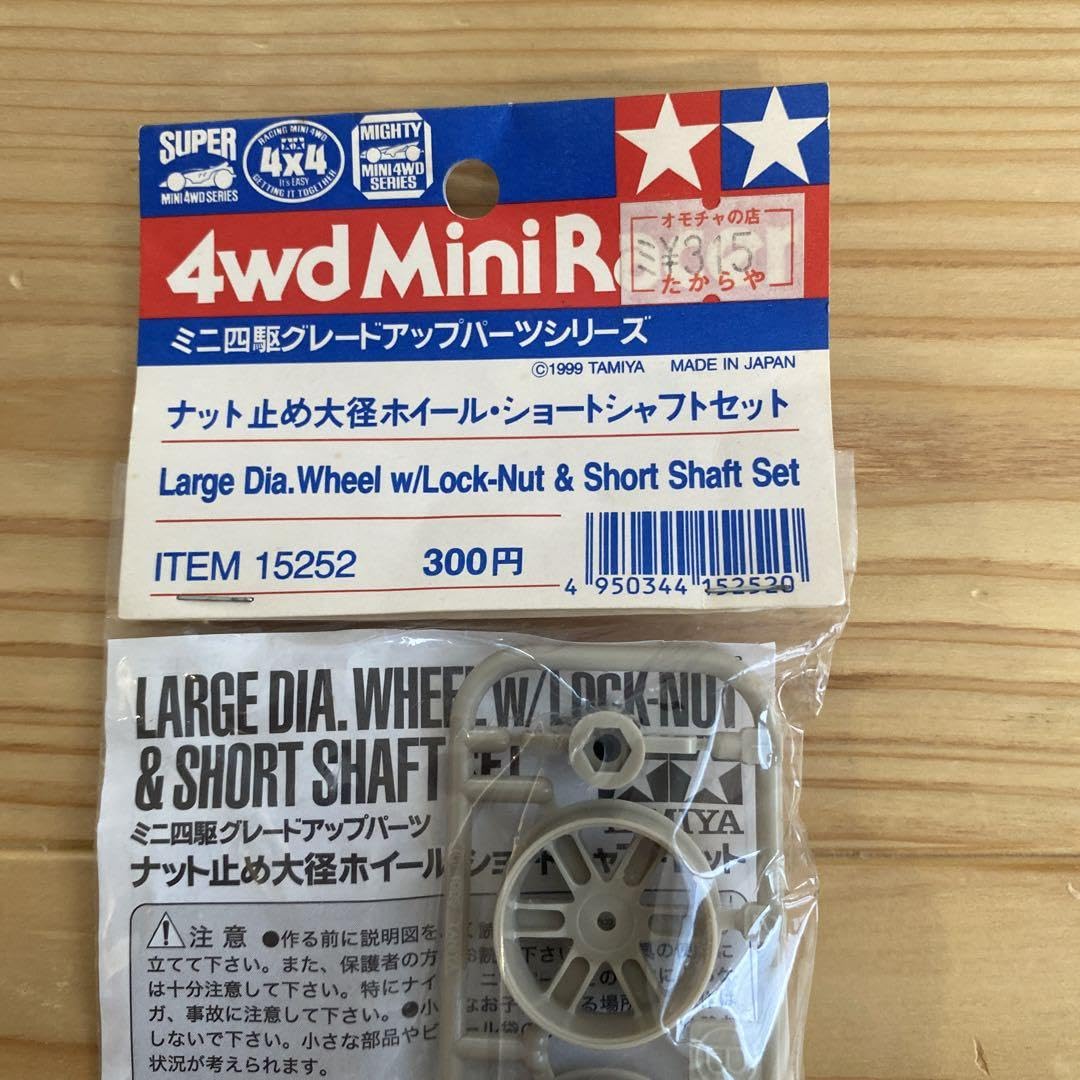 SUPER
MINI 4WD SERIES
RACING MINI 4WD
4x4
It's EASY
GETTING IT TOGETHER
MIGHTY
MINI 4WD
SERIES
4wd Mini R
オモチャの店
ミ¥315
たからや
ミニ四駆グレードアップパーツシリーズ
©1999 TAMIYA MADE IN JAPAN
ナット止め大径ホイール・ショートシャフトセット
Large Dia. Wheel w/Lock-Nut & Short Shaft Set
ITEM 15252 300円
4 950344 152520
LARGE DIA. WHEEL W/LOCK-NUT
& SHORT SHAFT
ミニ四駆グレードアップパーツ
ナット止め大径ホイール
注意 ●作る前に説明図を
立てて下さい。また、保護者の方
は十分注意して下さい。特にナイ
ガ、事故に注意して下さい。●小
しないで下さい。小さな部品やビ
状況が考えられます。